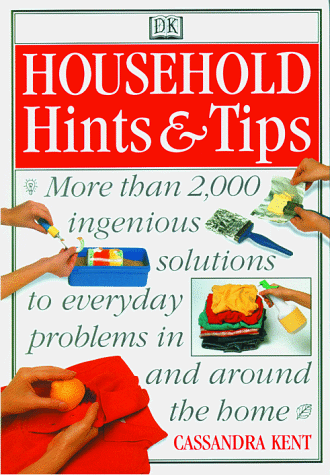 DK
HOUSEHOLD
Hints & Tips
More than 2,000
ingenious
solutions
to everyday
problems in
and around
the home
CASSANDRA KENT